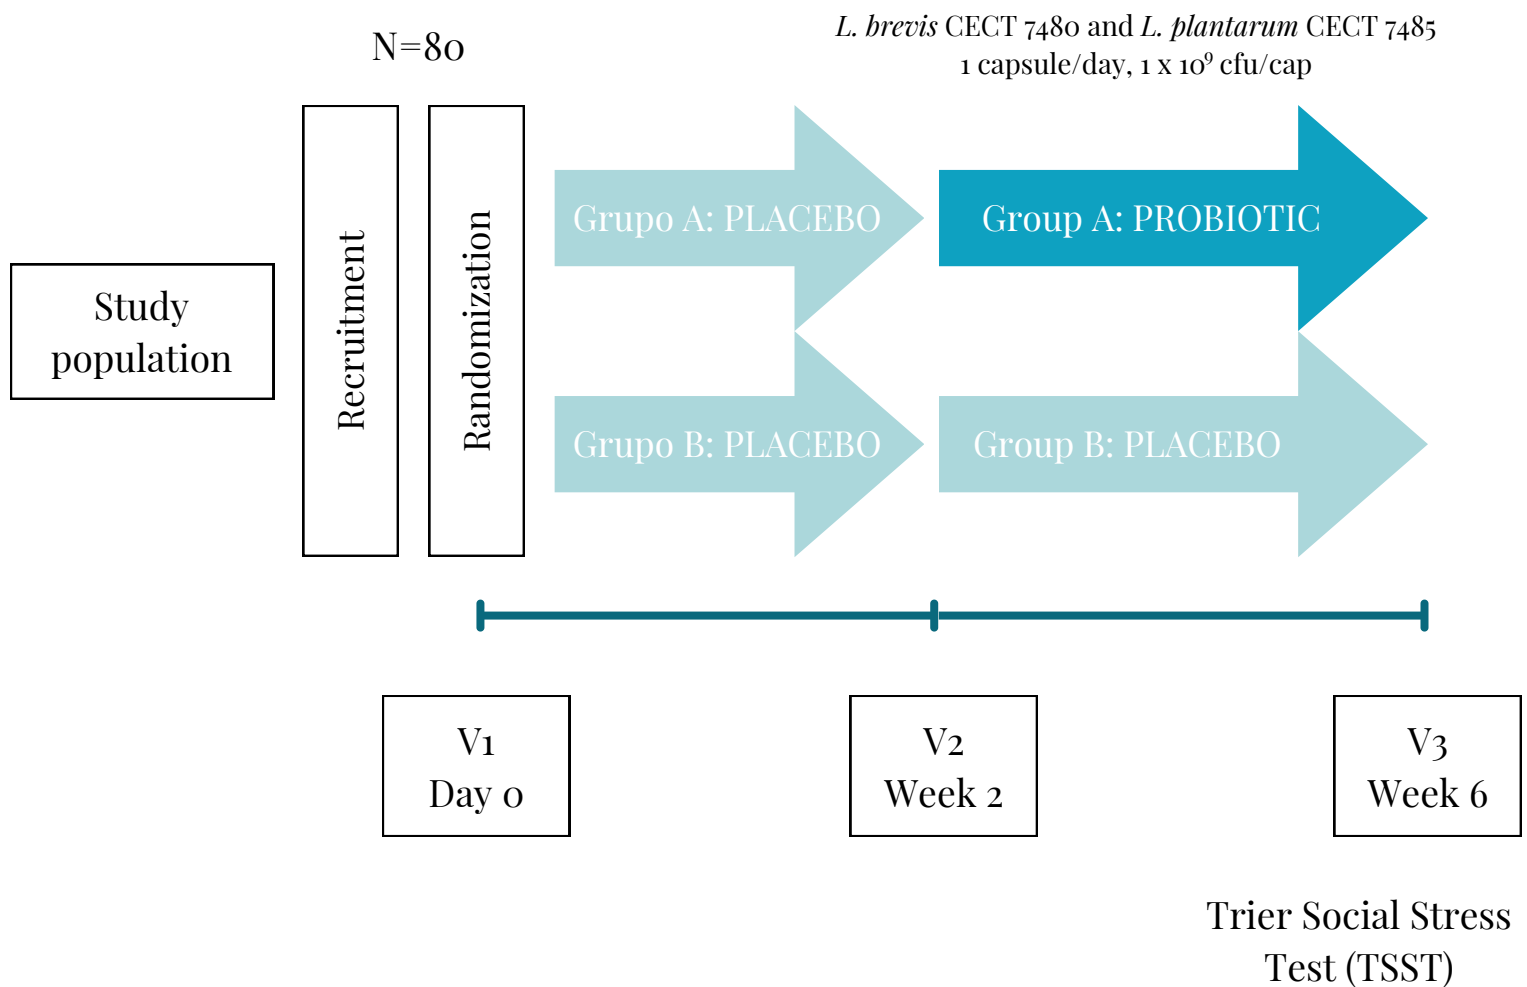 N=80
L. brevis CECT 7480 and L. plantarum CECT 7485
1 capsule/day, 1 x 10⁹ cfu/cap
Study
population
Recruitment
Randomization
Grupo A: PLACEBO
Group A: PROBIOTIC
Grupo B: PLACEBO
Group B: PLACEBO
V1
Day 0
V2
Week 2
V3
Week 6
Trier Social Stress
Test (TSST)